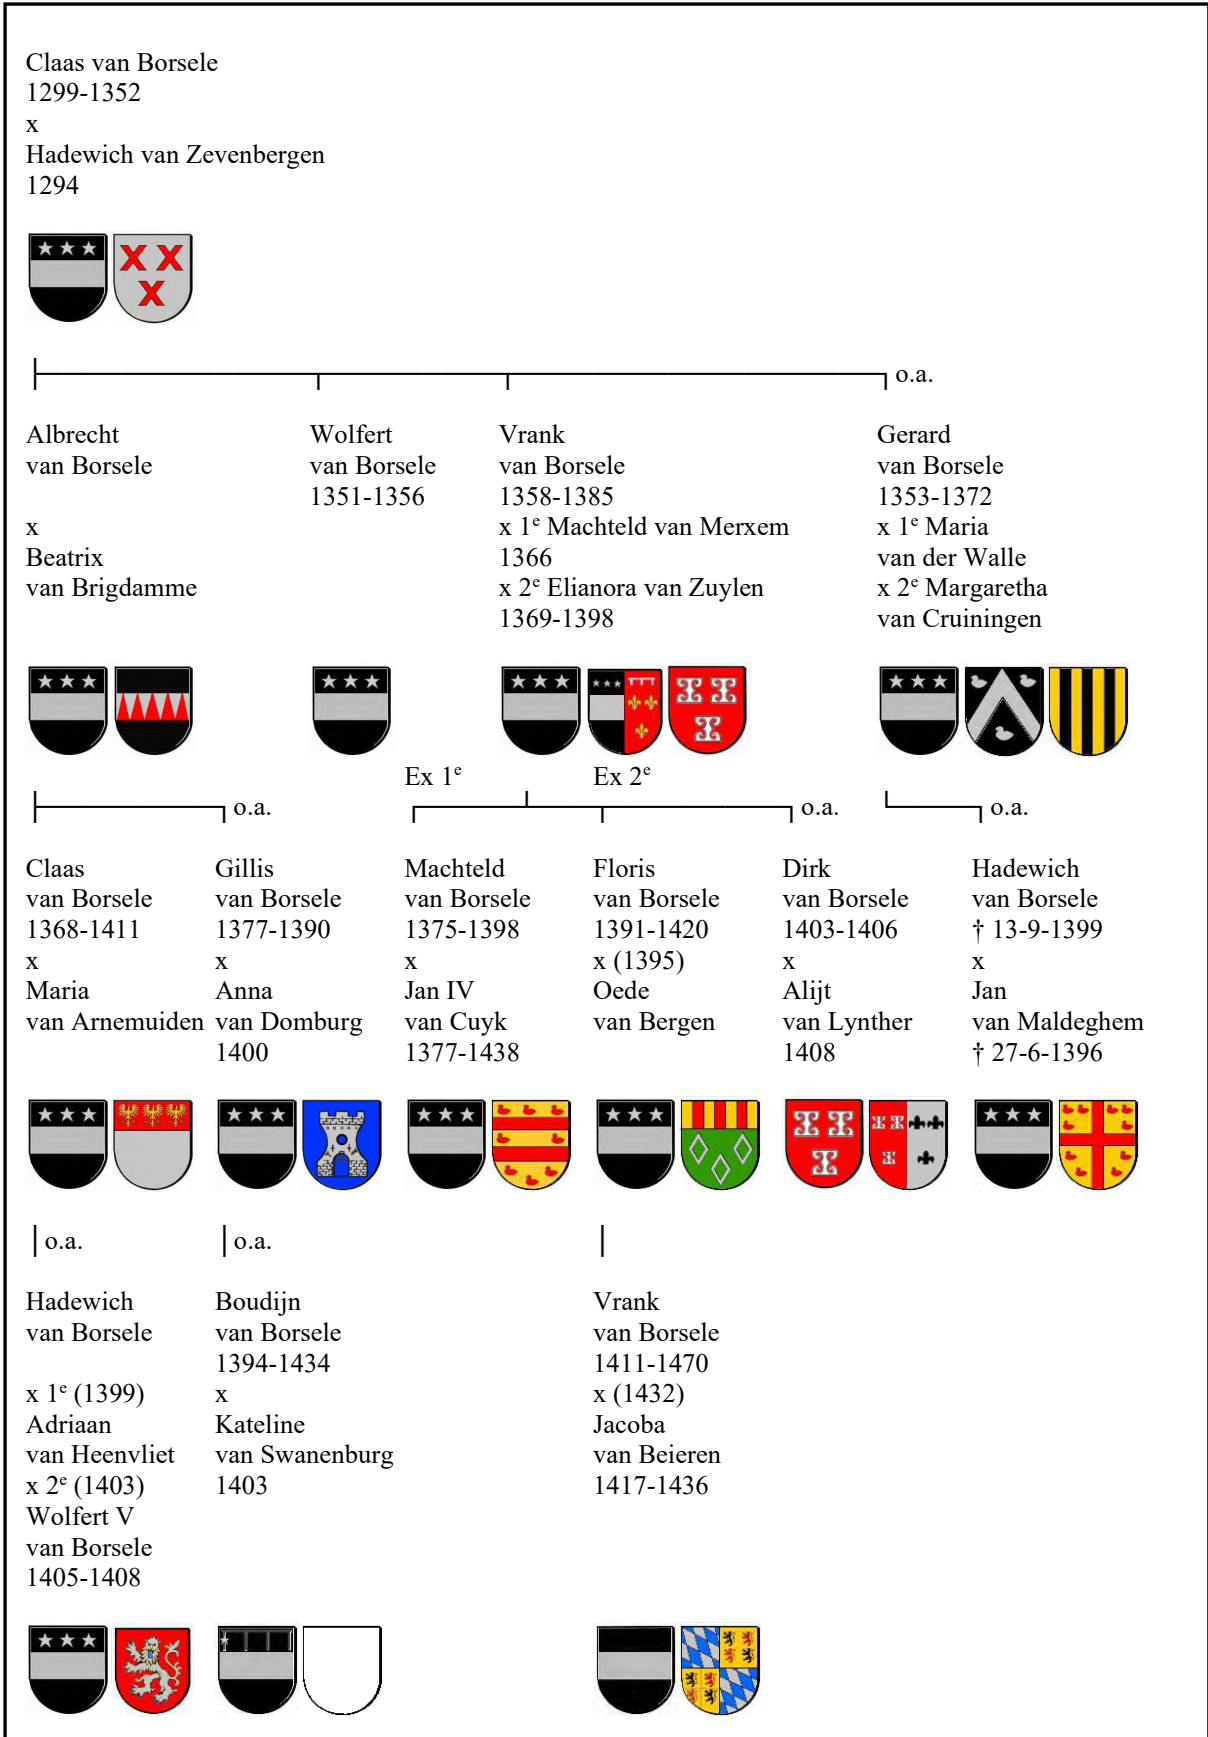 Claas van Borsele
1299-1352
x
Hadewich van Zevenbergen
1294
o.a.
Albrecht
van Borsele
x
Beatrix
van Brigdamme
Wolfert
van Borsele
1351-1356
Vrank
van Borsele
1358-1385
x 1e Machteld van Merxem
1366
x 2e Elianora van Zuylen
1369-1398
Gerard
van Borsele
1353-1372
x 1e Maria
van der Walle
x 2e Margaretha
van Cruiningen
Ex 1e
Ex 2e
o.a.
o.a.
o.a.
Claas
van Borsele
1368-1411
x
Maria
van Arnemuiden
Gillis
van Borsele
1377-1390
x
Anna
van Domburg
1400
Machteld
van Borsele
1375-1398
x
Jan IV
van Cuyk
1377-1438
Floris
van Borsele
1391-1420
x (1395)
Oede
van Bergen
Dirk
van Borsele
1403-1406
x
Alijt
van Lynther
1408
Hadewich
van Borsele
† 13-9-1399
x
Jan
van Maldeghem
† 27-6-1396
o.a.
o.a.
Hadewich
van Borsele
x 1e (1399)
Adriaan
van Heenvliet
x 2e (1403)
Wolfert V
van Borsele
1405-1408
Boudijn
van Borsele
1394-1434
x
Kateline
van Swanenburg
1403
Vrank
van Borsele
1411-1470
x (1432)
Jacoba
van Beieren
1417-1436